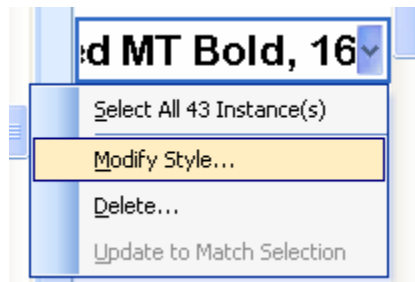 ed MT Bold, 16
Select All 43 Instance(s)
Modify Style...
Delete...
Update to Match Selection